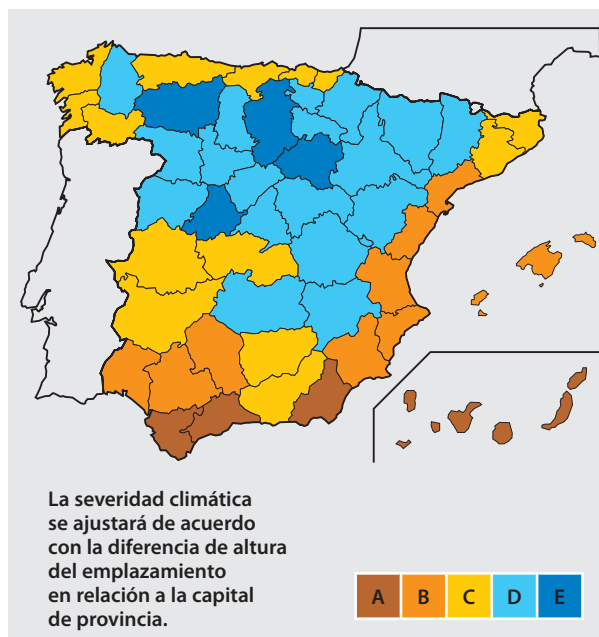 La severidad climática
se ajustará de acuerdo
con la diferencia de altura
del emplazamiento
en relación a la capital
de provincia.
A B C D E